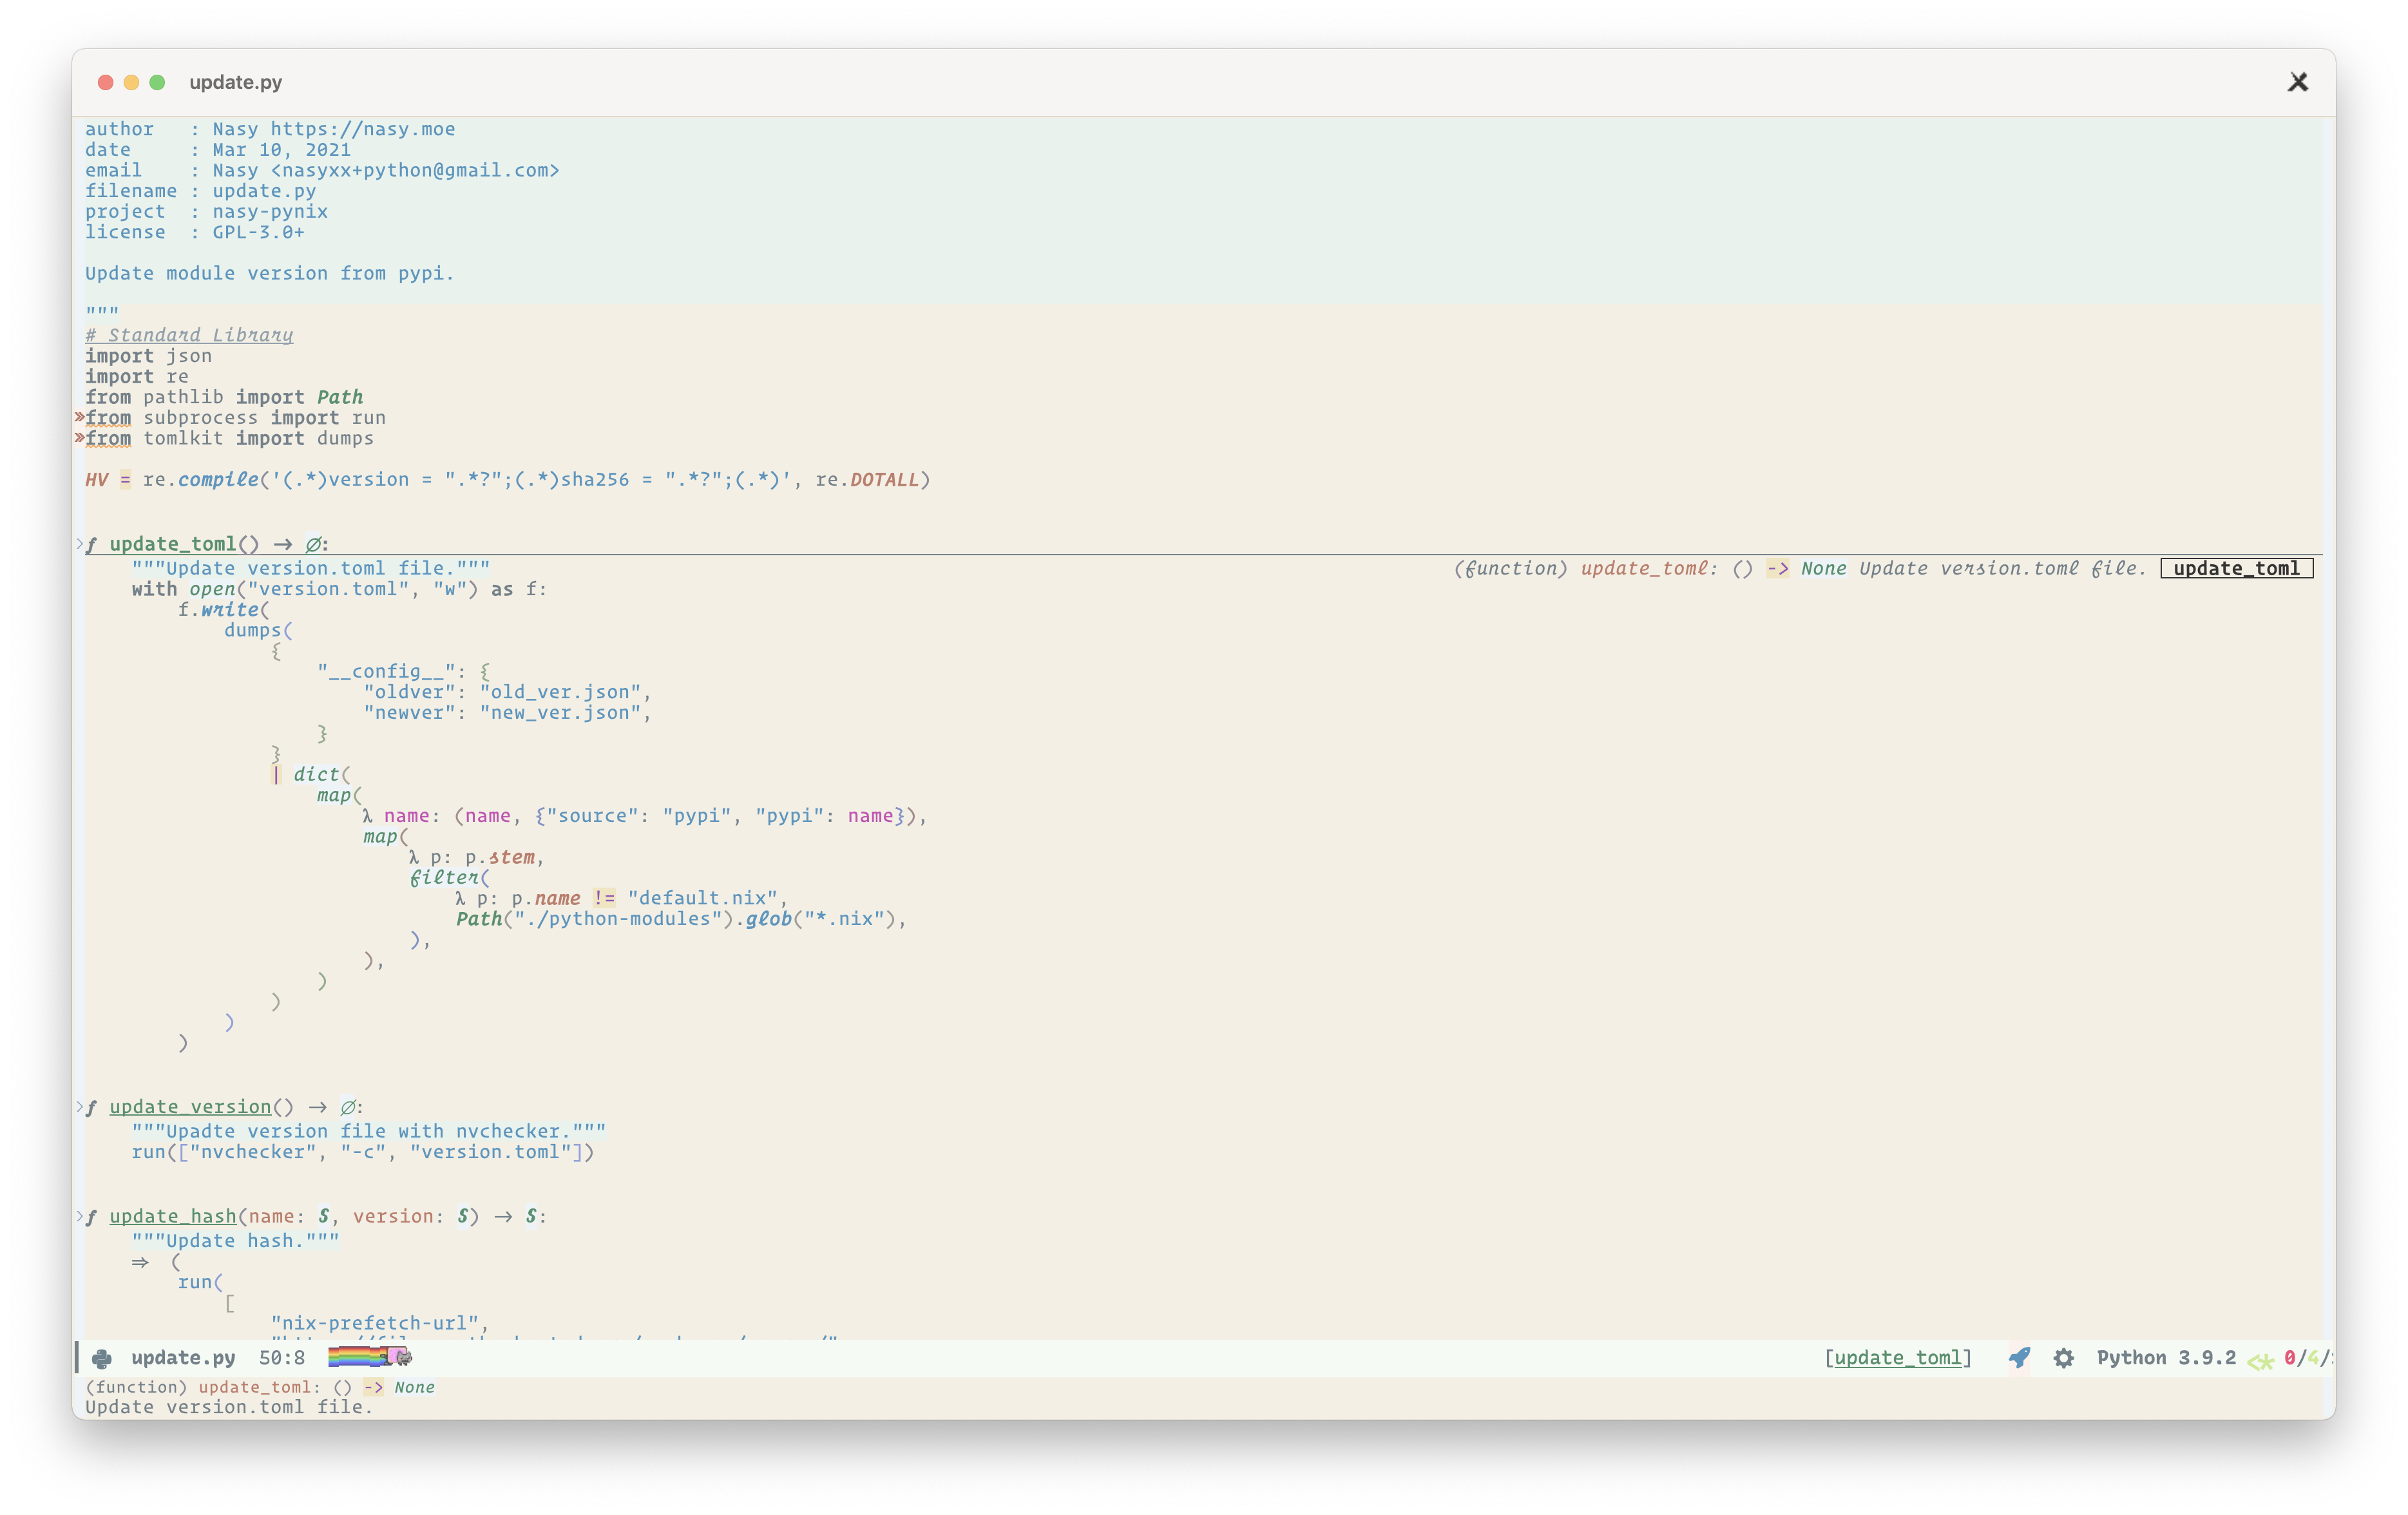 update.py
author   : Nasy https://nasy.moe
date     : Mar 10, 2021
email    : Nasy <nasyxx+python@gmail.com>
filename : update.py
project  : nasy-pynix
license  : GPL-3.0+
Update module version from pypi.
"""
# Standard Library
import json
import re
from pathlib import Path
»from subprocess import run
»from tomlkit import dumps
HV = re.compile('(.*)version = ".*?";(.*)sha256 = ".*?";(.*)', re.DOTALL)
>ƒ update_toml() → ∅:
    """Update version.toml file.""" (function) update_toml: () -> None Update version.toml file. update_toml
    with open("version.toml", "w") as f:
        f.write(
            dumps(
                {
                    "__config__": {
                        "oldver": "old_ver.json",
                        "newver": "new_ver.json",
                    }
                }
                | dict(
                    map(
                        λ name: (name, {"source": "pypi", "pypi": name}),
                        map(
                            λ p: p.stem,
                            filter(
                                λ p: p.name != "default.nix",
                                Path("./python-modules").glob("*.nix"),
                            ),
                        ),
                    )
                )
            )
        )
>ƒ update_version() → ∅:
    """Upadte version file with nvchecker."""
    run(["nvchecker", "-c", "version.toml"])
>ƒ update_hash(name: S, version: S) → S:
    """Update hash."""
    ⇒ (
        run(
            [
                "nix-prefetch-url",
update.py 50:8 [update_toml] Python 3.9.2 <* 0/4/
(function) update_toml: () -> None
Update version.toml file.